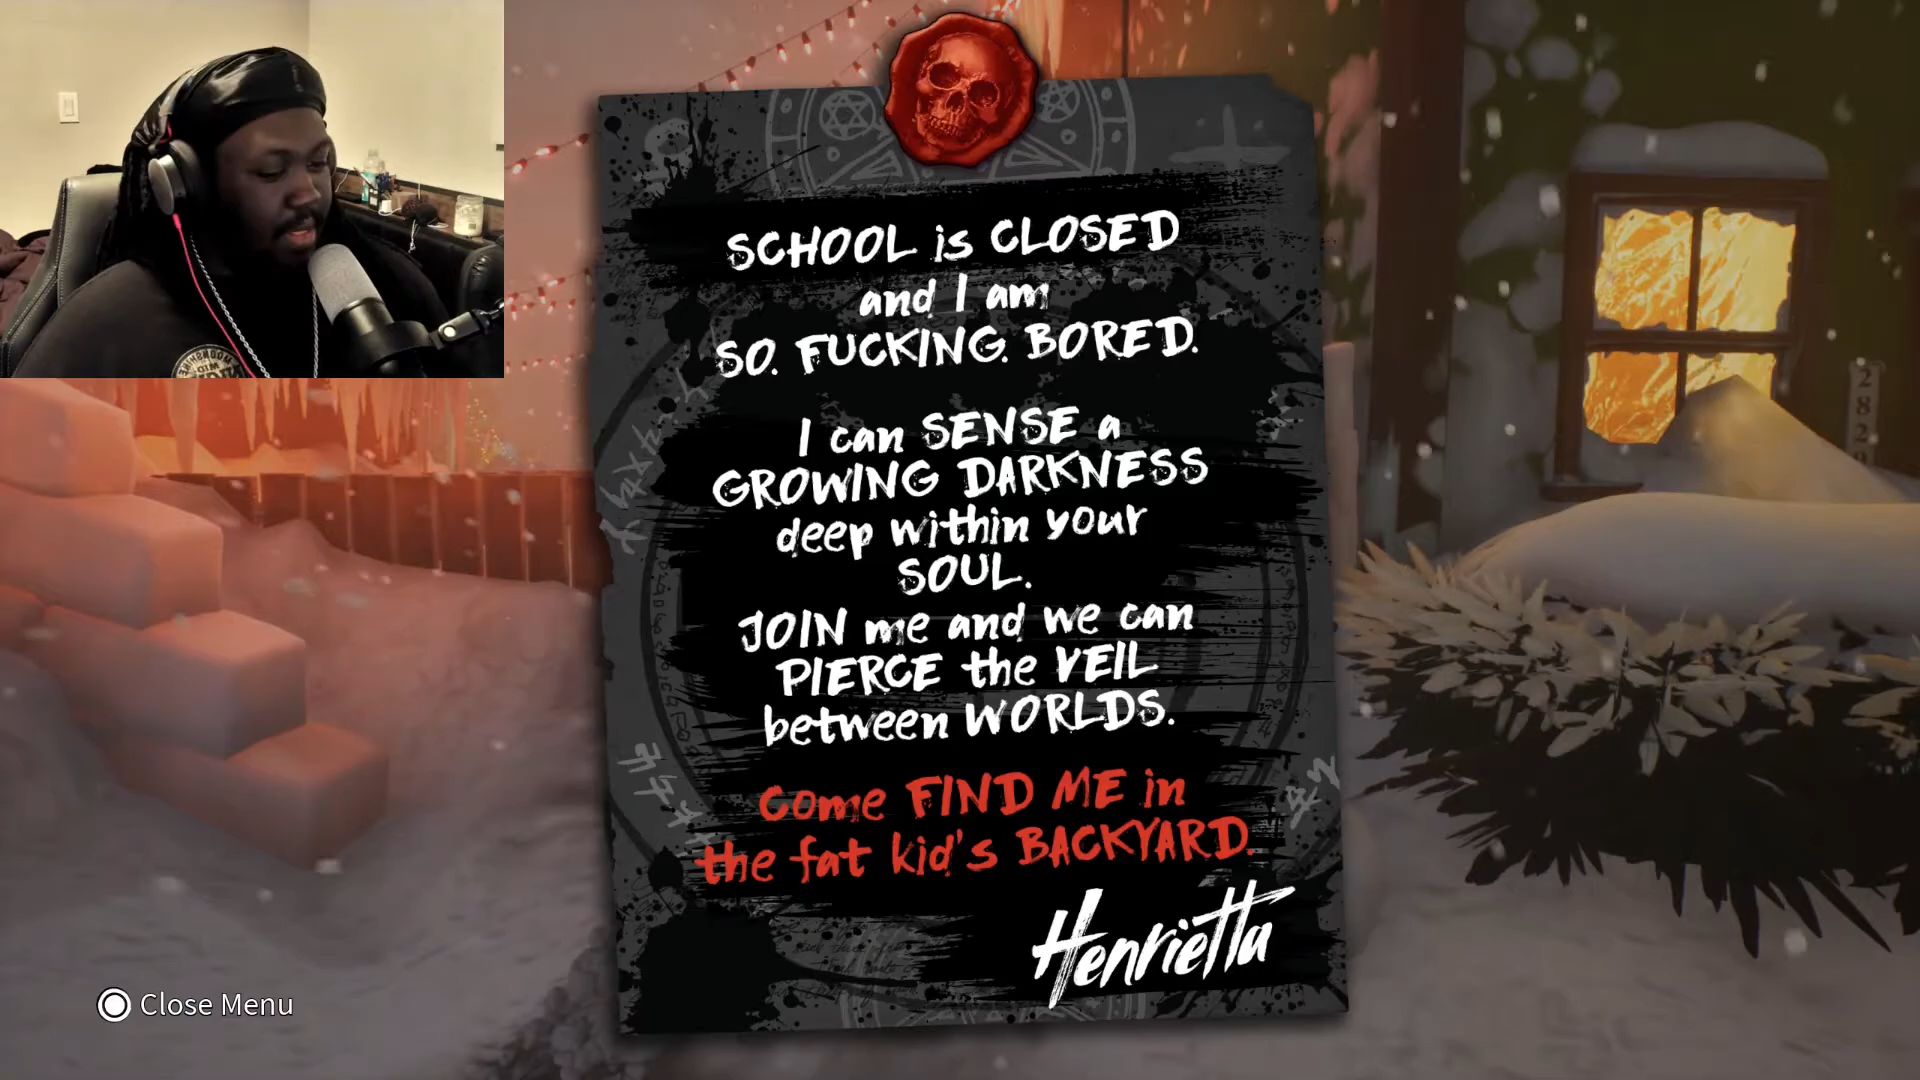 SCHOOL is CLOSED
and I am
SO. FUCKING. BORED.
I can SENSE a
GROWING DARKNESS
deep within your
SOUL.
JOIN me and we can
PIERCE the VEIL
between WORLDS.
Come FIND ME in
the fat kid's BACKYARD.
Henrietta
Close Menu